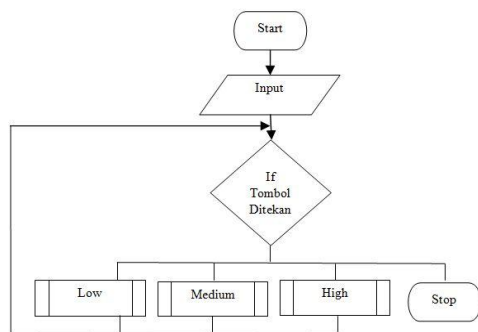 Start
Input
If
Tombol
Ditekan
Low
Medium
High
Stop